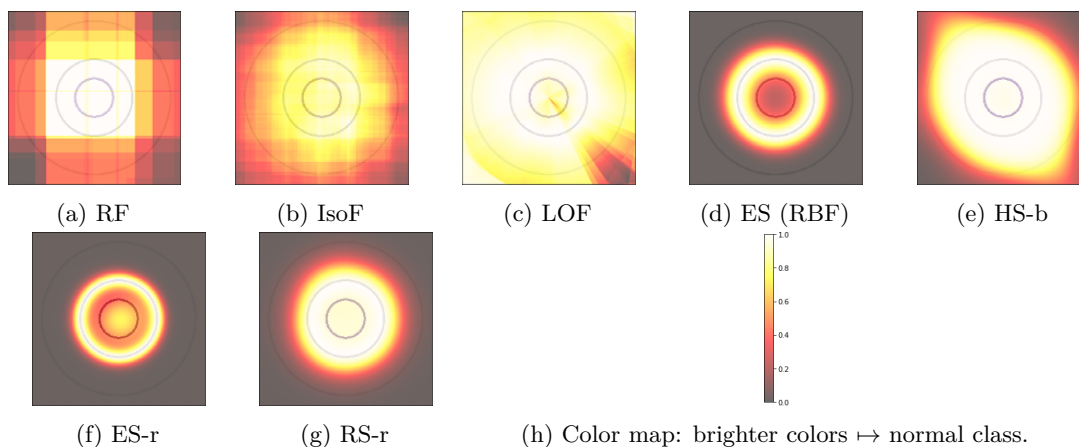 (a) RF
(b) IsoF
(c) LOF
(d) ES (RBF)
(e) HS-b
1.0
0.8
0.6
0.4
0.2
0.0
(f) ES-r
(g) RS-r
(h) Color map: brighter colors ↦ normal class.